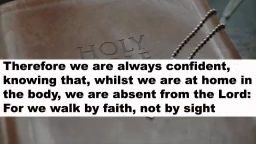 HOLY
Therefore we are always confident,
knowing that, whilst we are at home in
the body, we are absent from the Lord:
For we walk by faith, not by sight